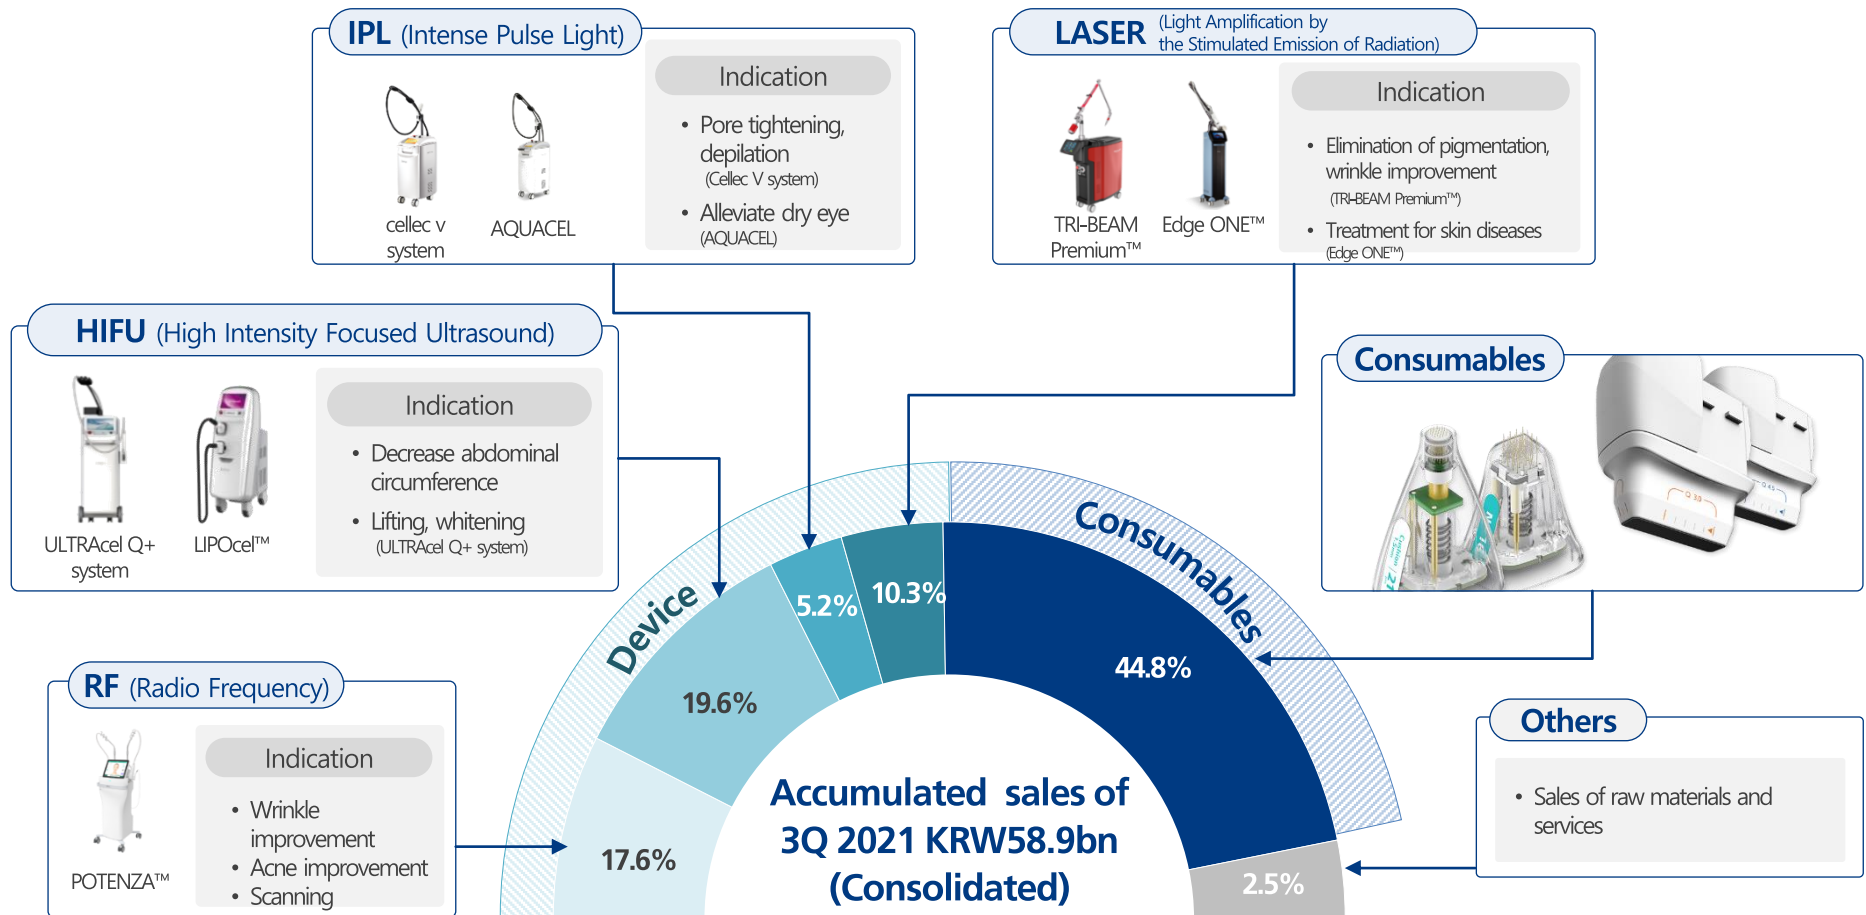 IPL (Intense Pulse Light)
cellec v
system
AQUACEL
Indication
• Pore tightening,
depilation
(Cellec V system)
• Alleviate dry eye
(AQUACEL)
LASER (Light Amplification by
the Stimulated Emission of Radiation)
TRI-BEAM
Premium™
Edge ONE™
Indication
• Elimination of pigmentation,
wrinkle improvement
(TRI-BEAM Premium™)
• Treatment for skin diseases
(Edge ONE™)
HIFU (High Intensity Focused Ultrasound)
ULTRAcel Q+
system
LIPOcel™
Indication
• Decrease abdominal
circumference
• Lifting, whitening
(ULTRAcel Q+ system)
Consumables
Q 3.0
Q 4.5
RF (Radio Frequency)
POTENZA™
Indication
• Wrinkle
improvement
• Acne improvement
• Scanning
Device
Consumables
17.6%
19.6%
5.2%
10.3%
44.8%
2.5%
Accumulated sales of
3Q 2021 KRW58.9bn
(Consolidated)
Others
• Sales of raw materials and
services